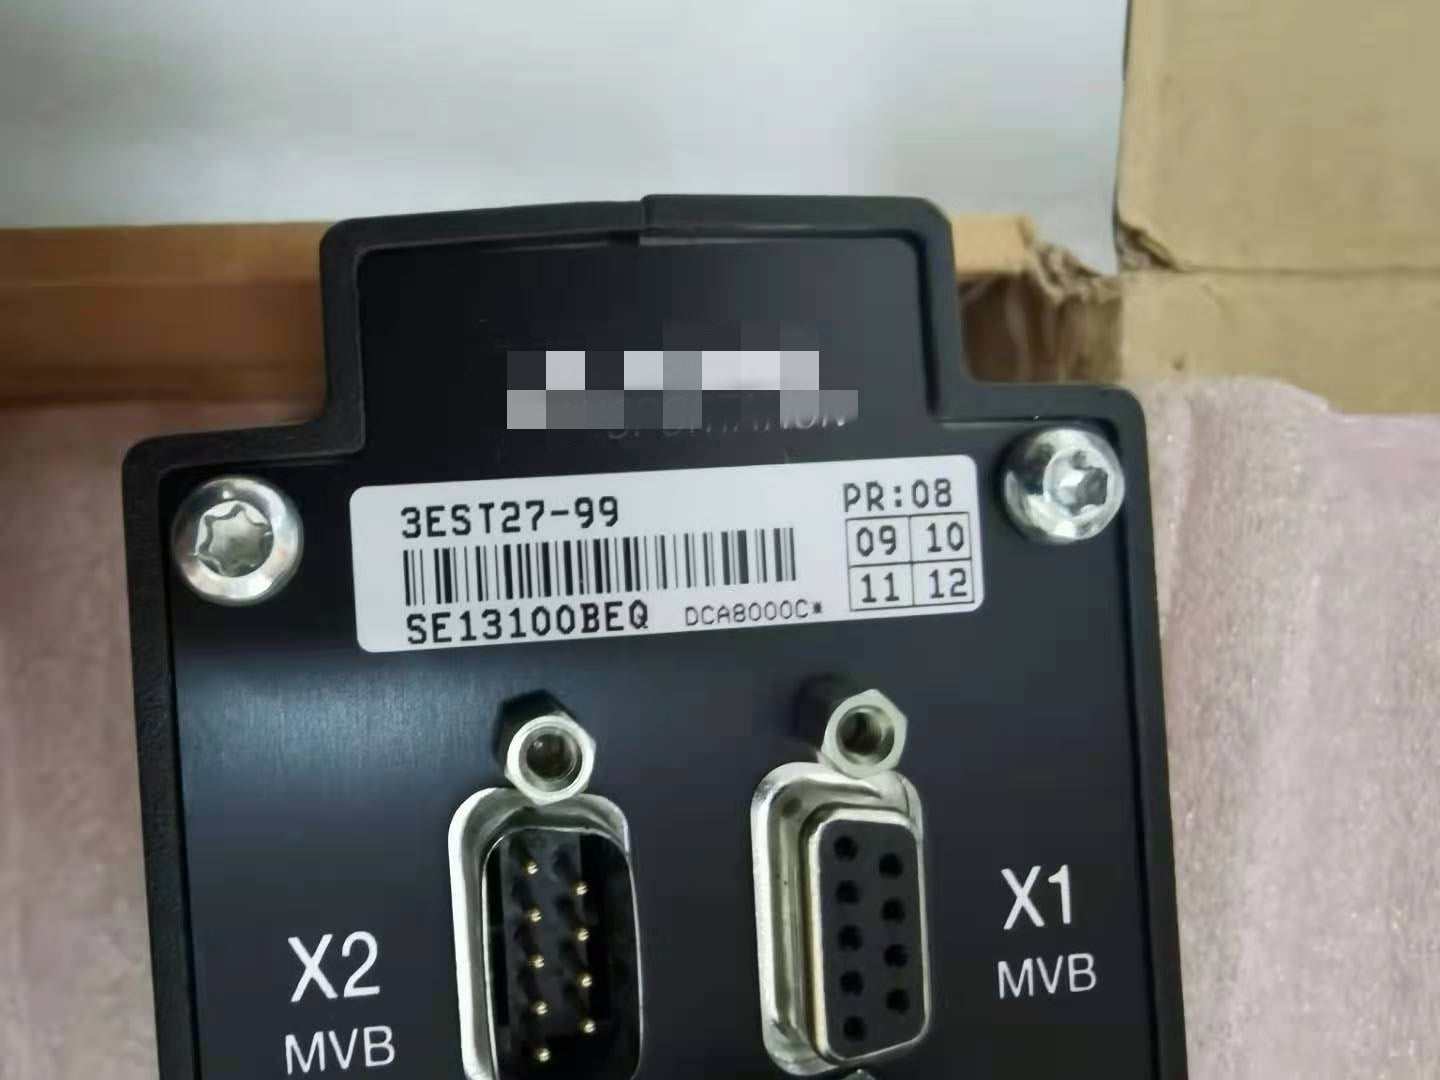 3EST27-99
PR:08
09 10
11 12
SE13100BEQ DCA8000C*
X1
MVB
X2
MVB